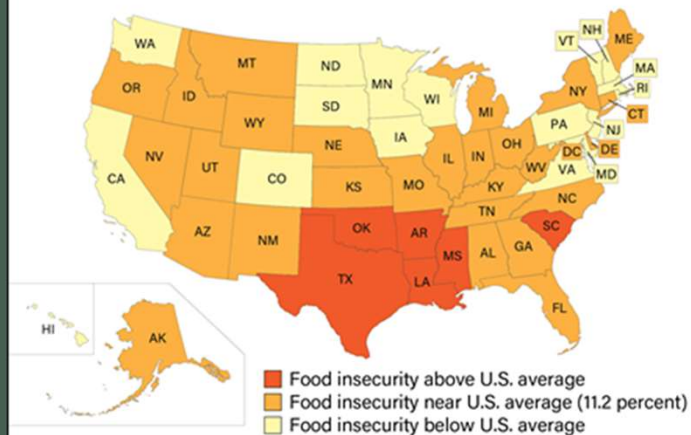 WA
MT
ND
MN
VT
NH
ME
OR
ID
SD
WI
MI
NY
MA
RI
CT
WY
IA
PA
NJ
NV
NE
IL
IN
OH
DC
DE
UT
CO
WV
VA
MD
CA
KS
MO
KY
NC
AZ
NM
OK
AR
TN
SC
TX
LA
MS
AL
GA
FL
HI
AK
Food insecurity above U.S. average
Food insecurity near U.S. average (11.2 percent)
Food insecurity below U.S. average